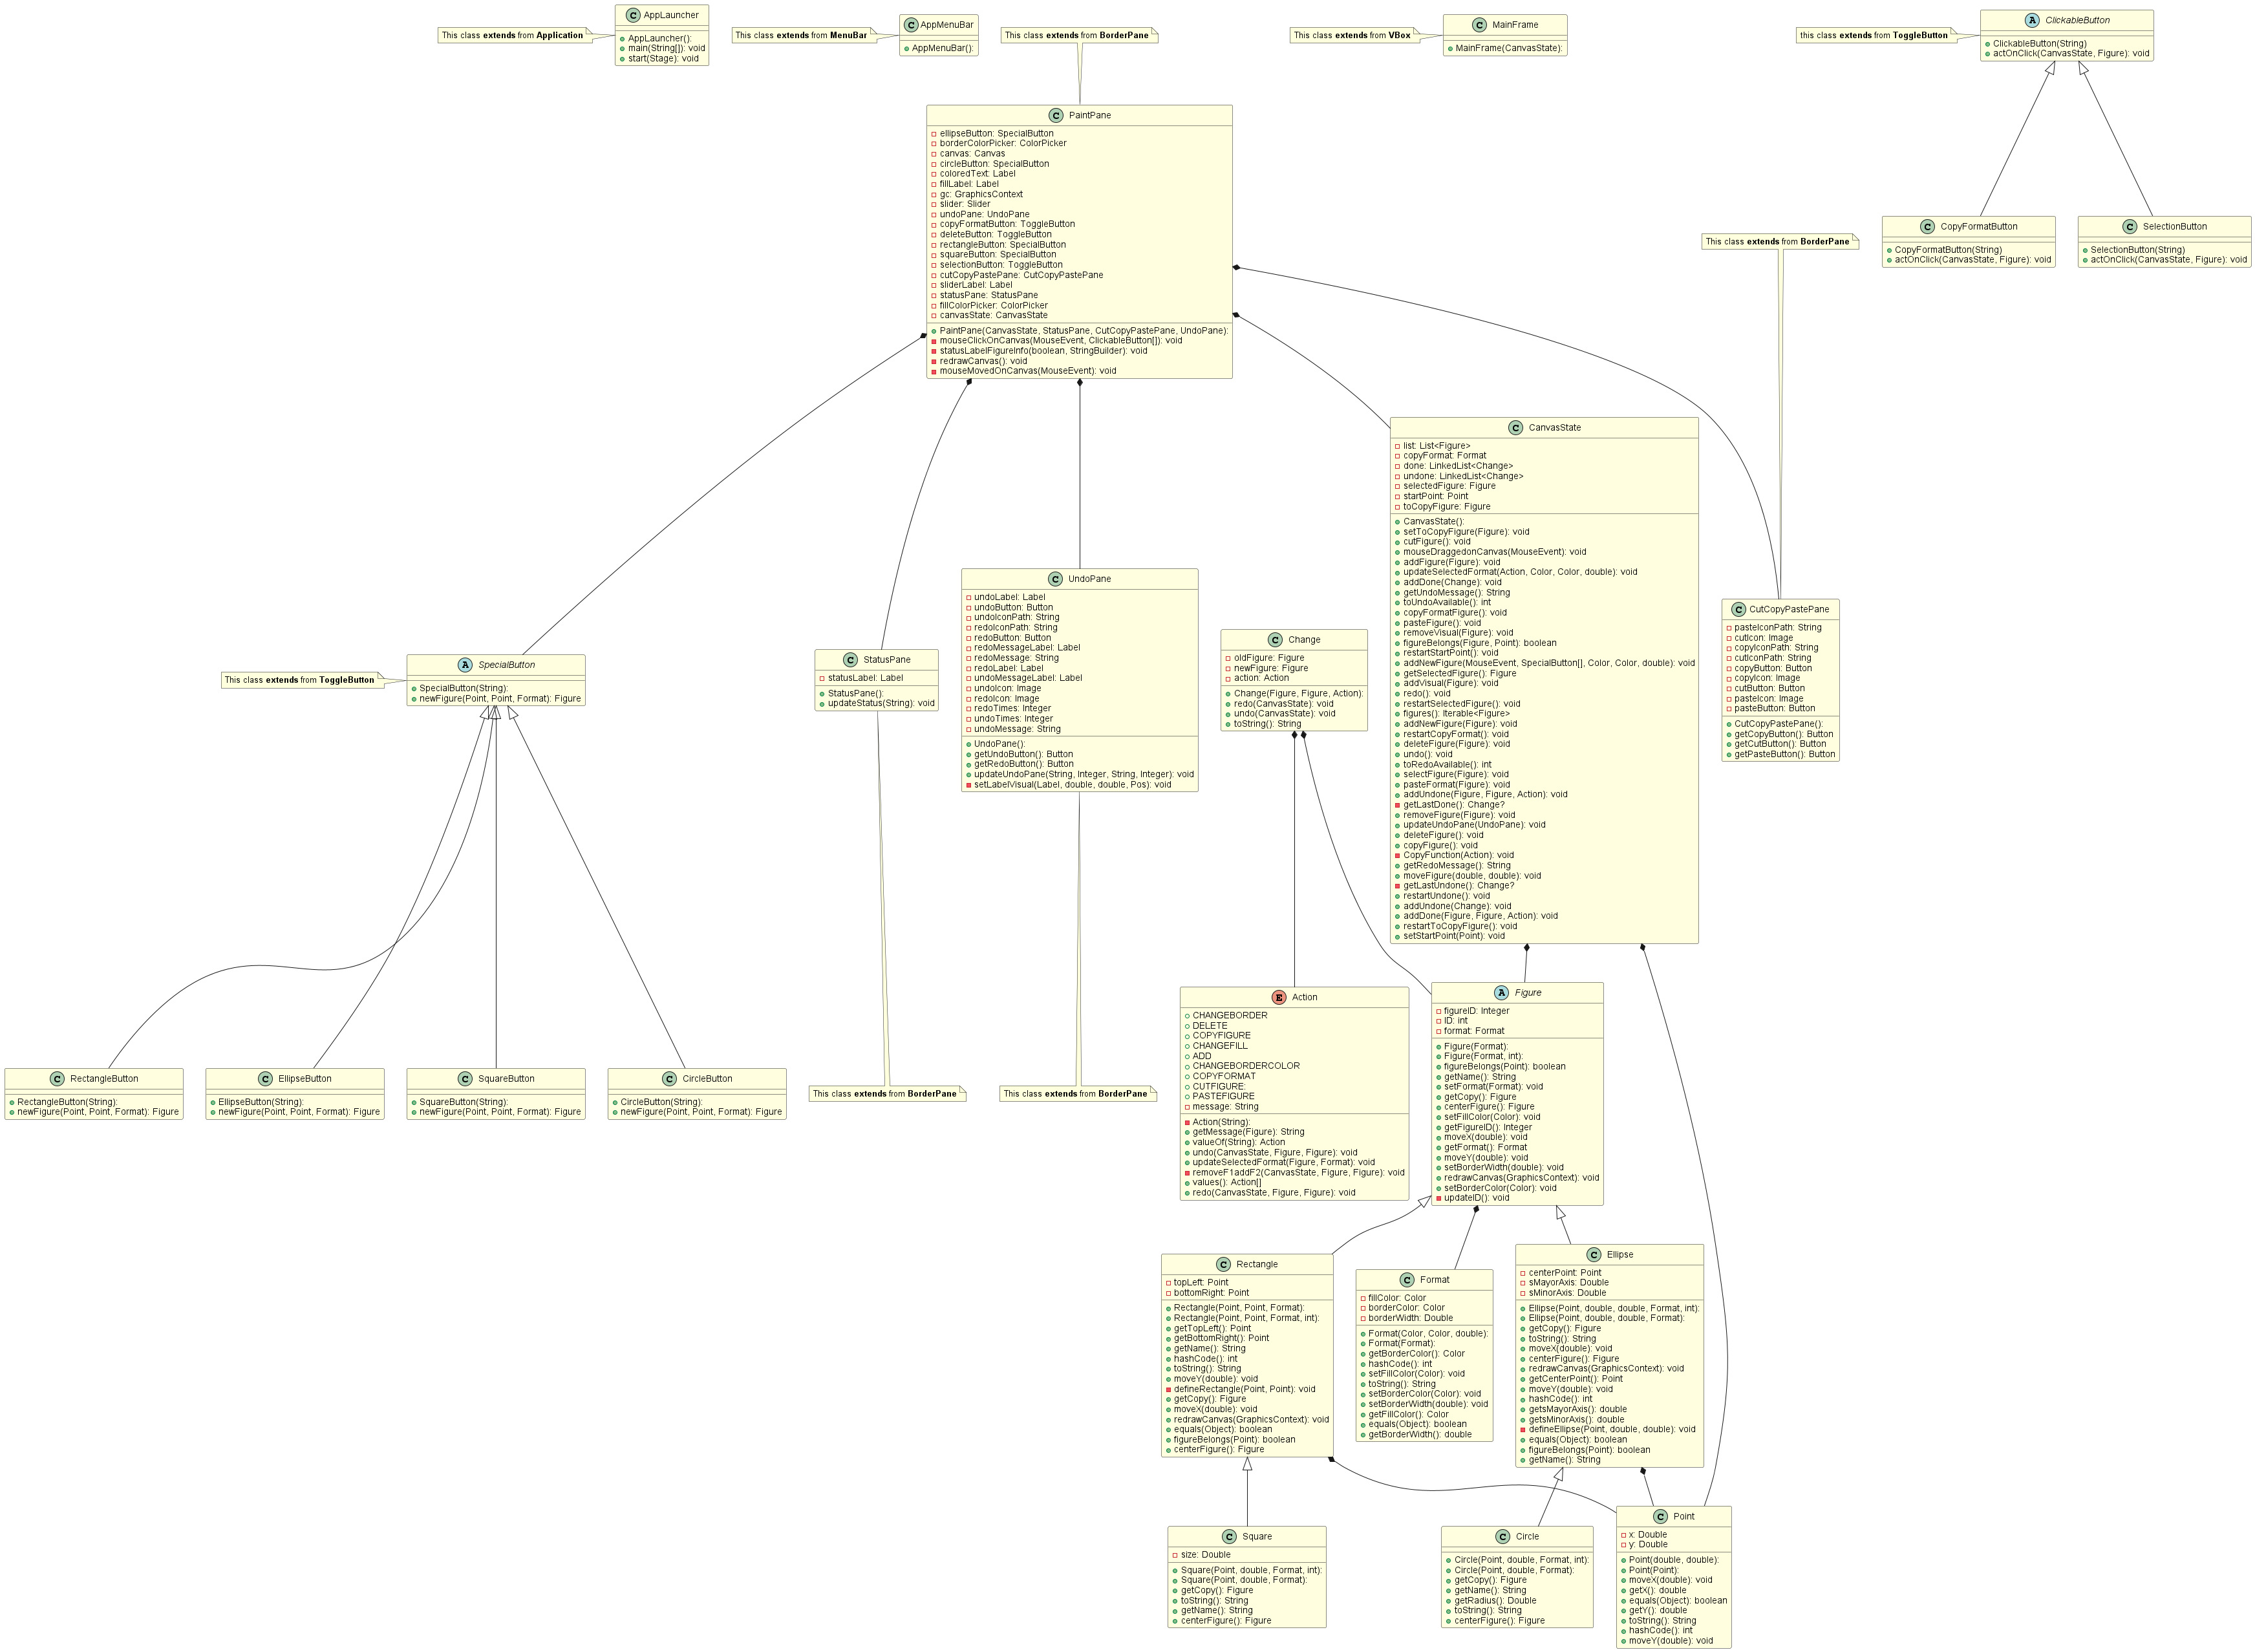 This class extends from Application
C AppLauncher
AppLauncher():
main(String[]): void
start(Stage): void
This class extends from MenuBar
C AppMenuBar
AppMenuBar():
This class extends from BorderPane
This class extends from VBox
C MainFrame
MainFrame(CanvasState):
this class extends from ToggleButton
A ClickableButton
ClickableButton(String)
actOnClick(CanvasState, Figure): void
C PaintPane
ellipseButton: SpecialButton
borderColorPicker: ColorPicker
canvas: Canvas
circleButton: SpecialButton
coloredText: Label
fillLabel: Label
gc: GraphicsContext
slider: Slider
undoPane: UndoPane
copyFormatButton: ToggleButton
deleteButton: ToggleButton
rectangleButton: SpecialButton
squareButton: SpecialButton
selectionButton: ToggleButton
cutCopyPastePane: CutCopyPastePane
sliderLabel: Label
statusPane: StatusPane
fillColorPicker: ColorPicker
canvasState: CanvasState
PaintPane(CanvasState, StatusPane, CutCopyPastePane, UndoPane):
mouseClickOnCanvas(MouseEvent, ClickableButton[]): void
statusLabelFigureInfo(boolean, StringBuilder): void
redrawCanvas(): void
mouseMovedOnCanvas(MouseEvent): void
This class extends from BorderPane
C CopyFormatButton
CopyFormatButton(String)
actOnClick(CanvasState, Figure): void
C SelectionButton
SelectionButton(String)
actOnClick(CanvasState, Figure): void
This class extends from ToggleButton
A SpecialButton
SpecialButton(String):
newFigure(Point, Point, Format): Figure
C StatusPane
statusLabel: Label
StatusPane():
updateStatus(String): void
C UndoPane
undoLabel: Label
undoButton: Button
undoIconPath: String
redoIconPath: String
redoButton: Button
redoMessageLabel: Label
redoMessage: String
redoLabel: Label
undoMessageLabel: Label
undoIcon: Image
redoIcon: Image
redoTimes: Integer
undoTimes: Integer
undoMessage: String
UndoPane():
getUndoButton(): Button
getRedoButton(): Button
updateUndoPane(String, Integer, String, Integer): void
setLabelVisual(Label, double, double, Pos): void
C Change
oldFigure: Figure
newFigure: Figure
action: Action
Change(Figure, Figure, Action):
redo(CanvasState): void
undo(CanvasState): void
toString(): String
C CanvasState
list: List<Figure>
copyFormat: Format
done: LinkedList<Change>
undone: LinkedList<Change>
selectedFigure: Figure
startPoint: Point
toCopyFigure: Figure
CanvasState():
setToCopyFigure(Figure): void
cutFigure(): void
mouseDraggedonCanvas(MouseEvent): void
addFigure(Figure): void
updateSelectedFormat(Action, Color, Color, double): void
addDone(Change): void
getUndoMessage(): String
toUndoAvailable(): int
copyFormatFigure(): void
pasteFigure(): void
removeVisual(Figure): void
figureBelongs(Figure, Point): boolean
restartStartPoint(): void
addNewFigure(MouseEvent, SpecialButton[], Color, Color, double): void
getSelectedFigure(): Figure
addVisual(Figure): void
redo(): void
restartSelectedFigure(): void
figures(): Iterable<Figure>
addNewFigure(Figure): void
restartCopyFormat(): void
deleteFigure(Figure): void
undo(): void
toRedoAvailable(): int
selectFigure(Figure): void
pasteFormat(Figure): void
addUndone(Figure, Figure, Action): void
getLastDone(): Change?
removeFigure(Figure): void
updateUndoPane(UndoPane): void
deleteFigure(): void
copyFigure(): void
CopyFunction(Action): void
getRedoMessage(): String
moveFigure(double, double): void
getLastUndone(): Change?
restartUndone(): void
addUndone(Change): void
addDone(Figure, Figure, Action): void
restartToCopyFigure(): void
setStartPoint(Point): void
C CutCopyPastePane
pasteIconPath: String
cutIcon: Image
copyIconPath: String
cutIconPath: String
copyButton: Button
copyIcon: Image
cutButton: Button
pasteIcon: Image
pasteButton: Button
CutCopyPastePane():
getCopyButton(): Button
getCutButton(): Button
getPasteButton(): Button
C RectangleButton
RectangleButton(String):
newFigure(Point, Point, Format): Figure
C EllipseButton
EllipseButton(String):
newFigure(Point, Point, Format): Figure
C SquareButton
SquareButton(String):
newFigure(Point, Point, Format): Figure
C CircleButton
CircleButton(String):
newFigure(Point, Point, Format): Figure
This class extends from BorderPane
This class extends from BorderPane
E Action
CHANGEBORDER
DELETE
COPYFIGURE
CHANGEFILL
ADD
CHANGEBORDERCOLOR
COPYFORMAT
CUTFIGURE:
PASTEFIGURE
message: String
Action(String):
getMessage(Figure): String
valueOf(String): Action
undo(CanvasState, Figure, Figure): void
updateSelectedFormat(Figure, Format): void
removeF1addF2(CanvasState, Figure, Figure): void
values(): Action[]
redo(CanvasState, Figure, Figure): void
A Figure
figureID: Integer
ID: int
format: Format
Figure(Format):
Figure(Format, int):
figureBelongs(Point): boolean
getName(): String
setFormat(Format): void
getCopy(): Figure
centerFigure(): Figure
setFillColor(Color): void
getFigureID(): Integer
moveX(double): void
getFormat(): Format
moveY(double): void
setBorderWidth(double): void
redrawCanvas(GraphicsContext): void
setBorderColor(Color): void
updateID(): void
C Rectangle
topLeft: Point
bottomRight: Point
Rectangle(Point, Point, Format):
Rectangle(Point, Point, Format, int):
getTopLeft(): Point
getBottomRight(): Point
getName(): String
hashCode(): int
toString(): String
moveY(double): void
defineRectangle(Point, Point): void
getCopy(): Figure
moveX(double): void
redrawCanvas(GraphicsContext): void
equals(Object): boolean
figureBelongs(Point): boolean
centerFigure(): Figure
C Format
fillColor: Color
borderColor: Color
borderWidth: Double
Format(Color, Color, double):
Format(Format):
getBorderColor(): Color
hashCode(): int
setFillColor(Color): void
toString(): String
setBorderColor(Color): void
setBorderWidth(double): void
getFillColor(): Color
equals(Object): boolean
getBorderWidth(): double
C Ellipse
centerPoint: Point
sMayorAxis: Double
sMinorAxis: Double
Ellipse(Point, double, double, Format, int):
Ellipse(Point, double, double, Format):
getCopy(): Figure
toString(): String
moveX(double): void
centerFigure(): Figure
redrawCanvas(GraphicsContext): void
getCenterPoint(): Point
moveY(double): void
hashCode(): int
getsMayorAxis(): double
getsMinorAxis(): double
defineEllipse(Point, double, double): void
equals(Object): boolean
figureBelongs(Point): boolean
getName(): String
C Square
size: Double
Square(Point, double, Format, int):
Square(Point, double, Format):
getCopy(): Figure
toString(): String
getName(): String
centerFigure(): Figure
C Circle
Circle(Point, double, Format, int):
Circle(Point, double, Format):
getCopy(): Figure
getName(): String
getRadius(): Double
toString(): String
centerFigure(): Figure
C Point
x: Double
y: Double
Point(double, double):
Point(Point):
moveX(double): void
getX(): double
equals(Object): boolean
getY(): double
toString(): String
hashCode(): int
moveY(double): void